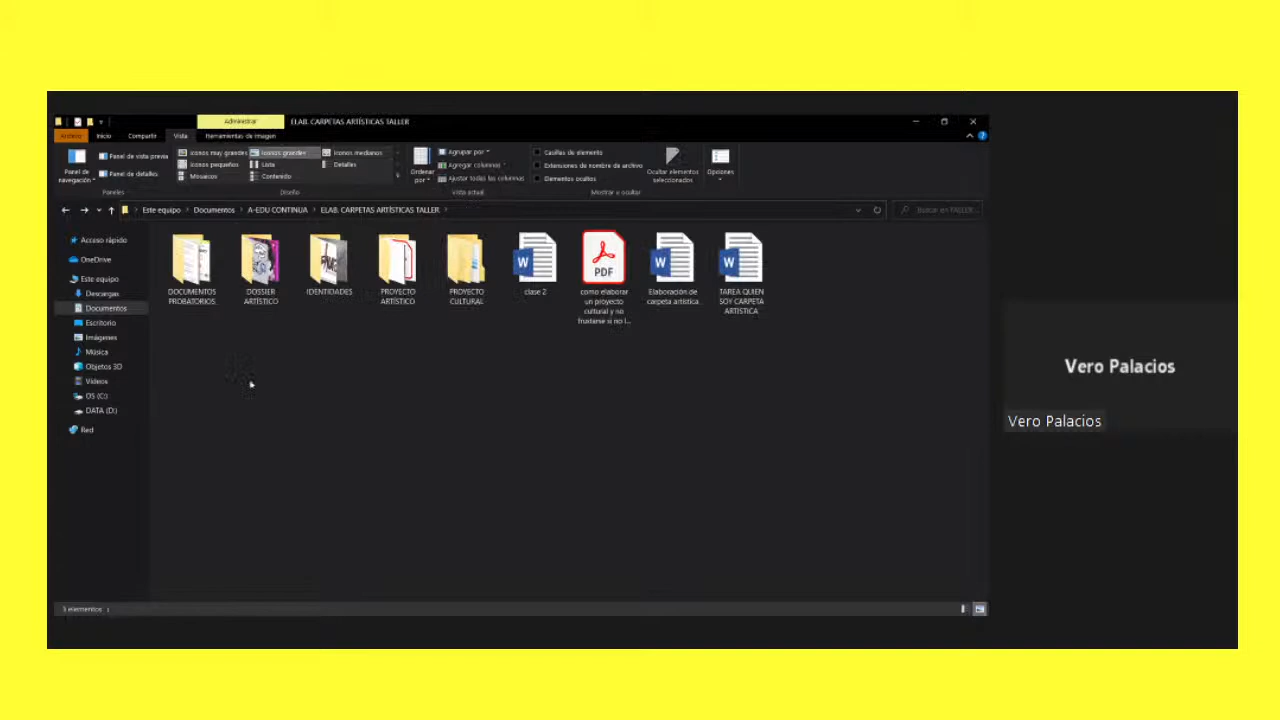 Administrar
ELAB. CARPETAS ARTÍSTICAS TALLER
Archivo Inicio Compartir Vista Herramientas de imagen
Panel de navegación
Panel de vista previa
Panel de detalles
Paneles
Iconos muy grandes Iconos grandes Iconos medianos
Iconos pequeños Lista Detalles
Mosaicos Contenido
Diseño
Ordenar por
Agrupar por
Agregar columnas
Ajustar todas las columnas
Vista actual
Casillas de elemento
Extensiones de nombre de archivo
Elementos ocultos
Ocultar elementos
seleccionados
Mostrar u ocultar
Opciones
Este equipo Documentos A-EDU CONTINUA ELAB. CARPETAS ARTÍSTICAS TALLER
Buscar en TALLER...
Acceso rápido
OneDrive
Este equipo
Descargas
Documentos
Escritorio
Imágenes
Música
Objetos 3D
Videos
OS (C:)
DATA (D:)
Red
DOCUMENTOS
PROBATORIOS
DOSSIER
ARTÍSTICO
IDENTIDADES
PROYECTO
ARTÍSTICO
PROYECTO
CULTURAL
clase 2
PDF
como elaborar
un proyecto
cultural y no
frustarse si no l...
Elaboración de
carpeta artística
TAREA QUIEN
SOY CARPETA
ARTISTICA
elementos
Vero Palacios
Vero Palacios